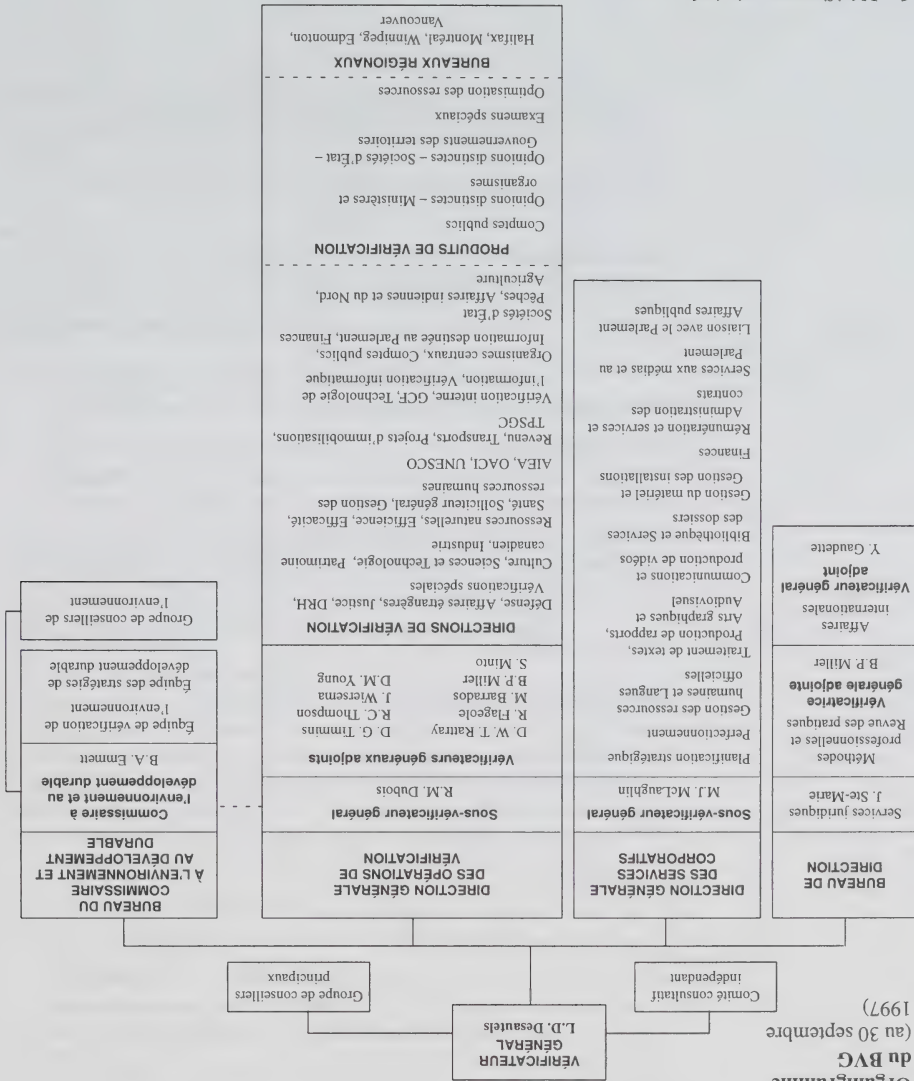 Organigramme
du BVG
(au 30 septembre
1997)
VÉRIFICATEUR
GÉNÉRAL
L.D. Desautels
Comité consultatif
indépendant
Groupe de conseillers
principaux
BUREAU DE
DIRECTION
Services juridiques
J. Ste-Marie
Méthodes
professionnelles et
Revue des pratiques
Vérificatrice
générale adjointe
B.P. Miller
Affaires
internationales
Vérificateur général
adjoint
Y. Gaudette
DIRECTION GÉNÉRALE
DES SERVICES
CORPORATIFS
Sous-vérificateur général
M.J. McLaughlin
Planification stratégique
Perfectionnement
Gestion des ressources
humaines et Langues
officielles
Traitement de textes,
Production de rapports,
Arts graphiques et
Audiovisuel
Communications et
production de vidéos
Bibliothèque et Services
des dossiers
Gestion du matériel et
Gestion des installations
Finances
Rémunération et services et
Administration des
contrats
Services aux médias et au
Parlement
Liaison avec le Parlement
Affaires publiques
DIRECTION GÉNÉRALE
DES OPÉRATIONS DE
VÉRIFICATION
Sous-vérificateur général
R.M. Dubois
Vérificateurs généraux adjoints
D. W. T. Rattray D. G. Timmins
R. Flageole R.C. Thompson
M. Barrados J. Wiersema
B.P. Miller D.M. Young
S. Minto
DIRECTIONS DE VÉRIFICATION
Défense, Affaires étrangères, Justice, DRH,
Vérifications spéciales
Culture, Sciences et Technologie, Patrimoine
canadien, Industrie
Ressources naturelles, Efficience, Efficacité,
Santé, Solliciteur général, Gestion des
ressources humaines
AIEA, OACI, UNESCO
Revenu, Transports, Projets d'immobilisations,
TPSGC
Vérification interne, GCF, Technologie de
l'information, Vérification informatique
Organismes centraux, Comptes publics,
Information destinée au Parlement, Finances
Sociétés d'État
Pêches, Affaires indiennes et du Nord,
Agriculture
PRODUITS DE VÉRIFICATION
Comptes publics
Opinions distinctes – Ministères et
organismes
Opinions distinctes – Sociétés d'État –
Gouvernements des territoires
Examens spéciaux
Optimisation des ressources
BUREAUX RÉGIONAUX
Halifax, Montréal, Winnipeg, Edmonton,
Vancouver
BUREAU DU
COMMISSAIRE
À L'ENVIRONNEMENT ET
AU DÉVELOPPEMENT
DURABLE
Commissaire à
l'environnement et au
développement durable
B.A. Emmett
Équipe de vérification de
l'environnement
Équipe des stratégies de
développement durable
Groupe de conseillers de
l'environnement